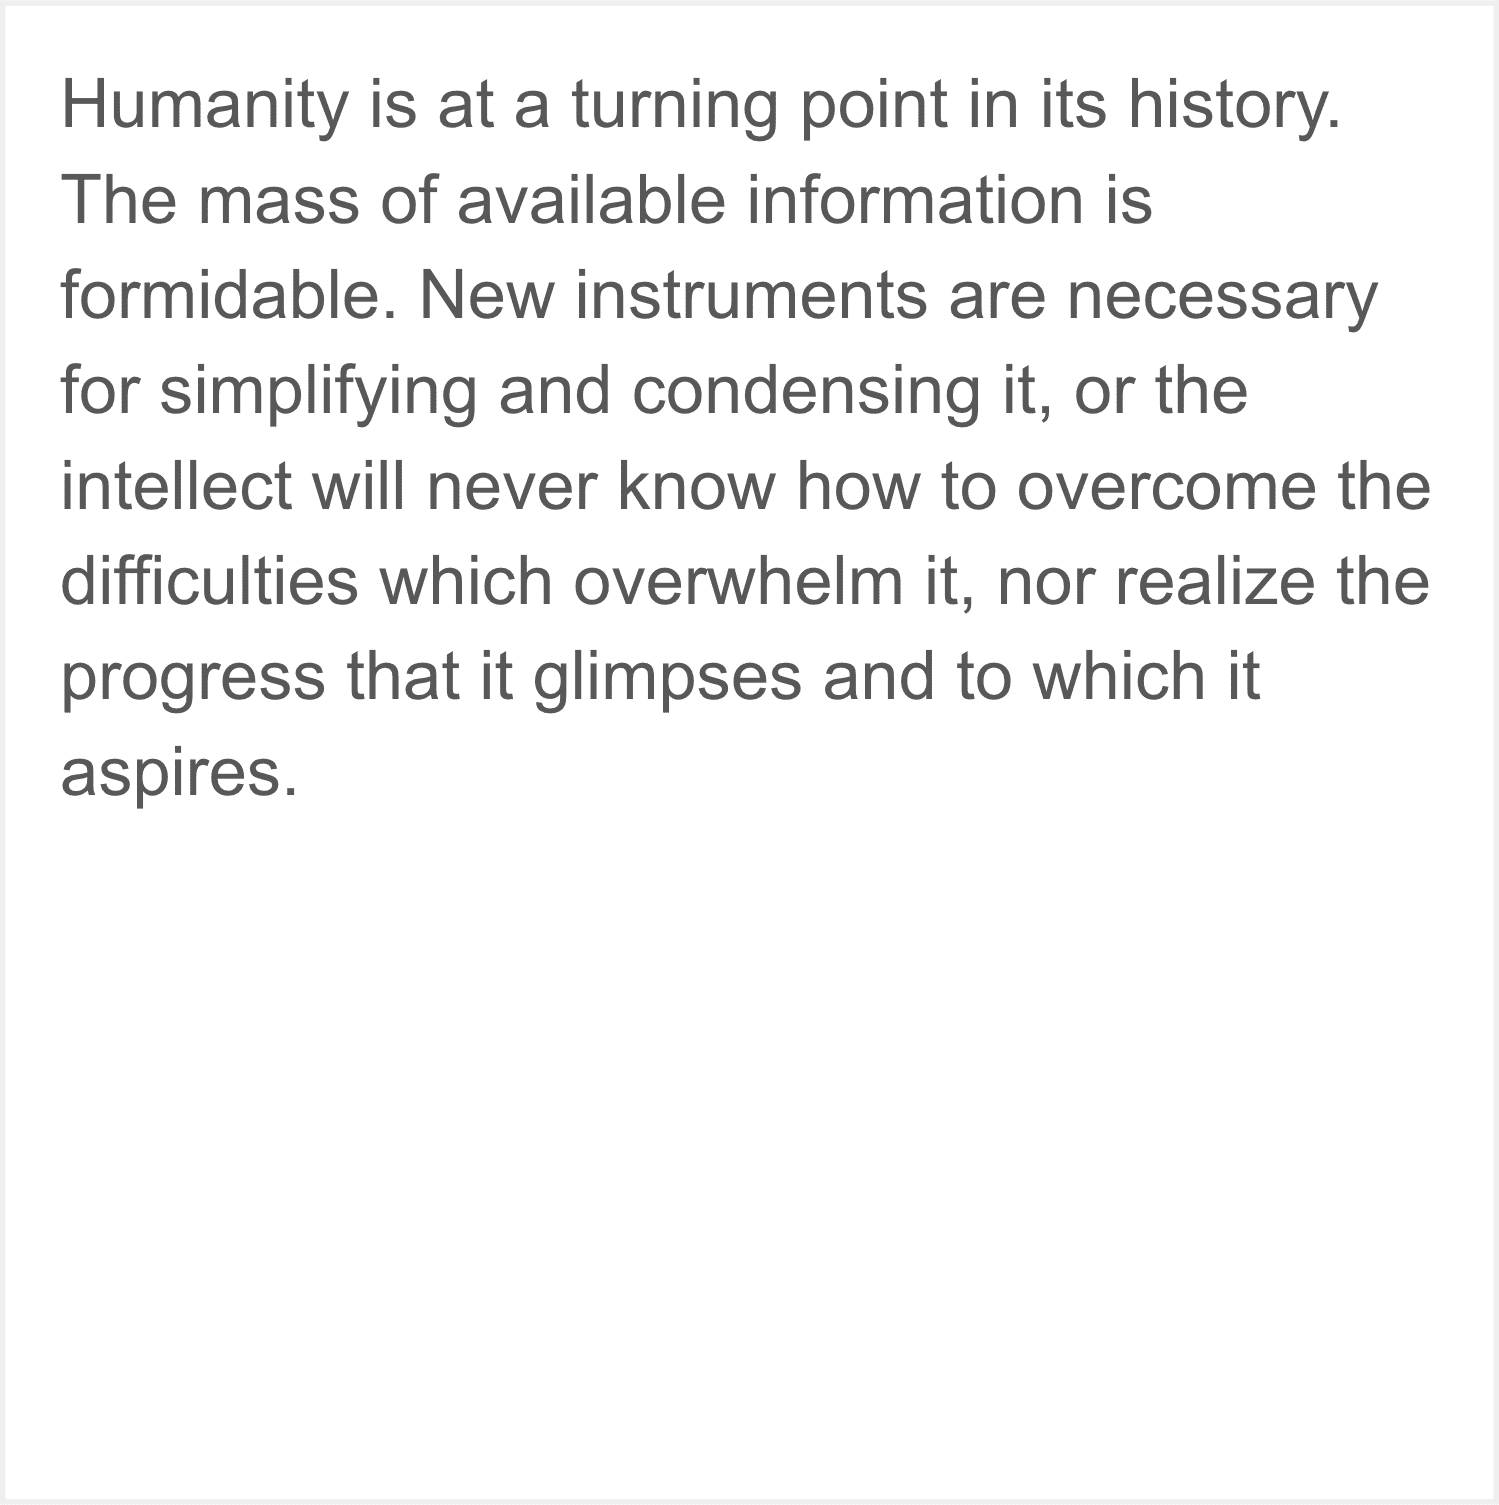 Humanity is at a turning point in its history.
The mass of available information is
formidable. New instruments are necessary
for simplifying and condensing it, or the
intellect will never know how to overcome the
difficulties which overwhelm it, nor realize the
progress that it glimpses and to which it
aspires.